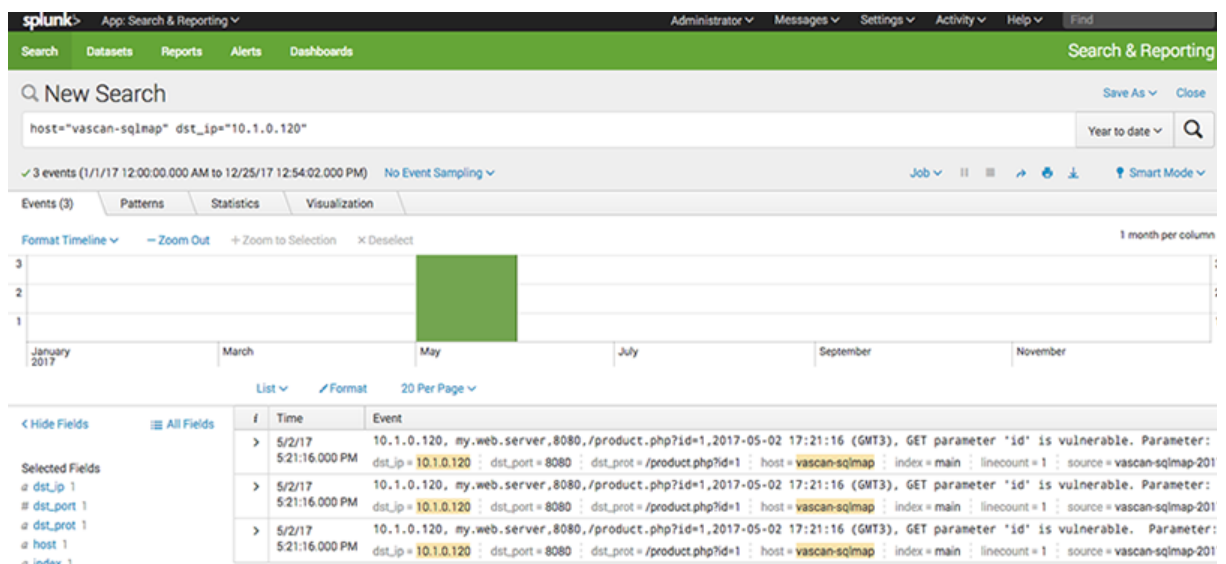 splunk> App: Search & Reporting Administrator Messages Settings Activity Help Find
Search Datasets Reports Alerts Dashboards Search & Reporting
New Search Save As Close
host="vascan-sqlmap" dst_ip="10.1.0.120" Year to date
3 events (1/1/17 12:00:00.000 AM to 12/25/17 12:54:02.000 PM) No Event Sampling Job Smart Mode
Events (3) Patterns Statistics Visualization
Format Timeline — Zoom Out + Zoom to Selection × Deselect 1 month per column
3
2
1
January March May July September November
2017
List Format 20 Per Page
< Hide Fields All Fields i Time Event
> 5/2/17 10.1.0.120, my.web.server,8080,/product.php?id=1,2017-05-02 17:21:16 (GMT3), GET parameter 'id' is vulnerable. Parameter:
5:21:16.000 PM dst_ip = 10.1.0.120 dst_port = 8080 dst_prot = /product.php?id=1 host = vascan-sqlmap index = main linecount = 1 source = vascan-sqlmap-201
Selected Fields
a dst_ip 1
> 5/2/17 10.1.0.120, my.web.server,8080,/product.php?id=1,2017-05-02 17:21:16 (GMT3), GET parameter 'id' is vulnerable. Parameter:
# dst_port 1
5:21:16.000 PM dst_ip = 10.1.0.120 dst_port = 8080 dst_prot = /product.php?id=1 host = vascan-sqlmap index = main linecount = 1 source = vascan-sqlmap-201
a dst_prot 1
> 5/2/17 10.1.0.120, my.web.server,8080,/product.php?id=1,2017-05-02 17:21:16 (GMT3), GET parameter 'id' is vulnerable. Parameter:
a host 1
5:21:16.000 PM dst_ip = 10.1.0.120 dst_port = 8080 dst_prot = /product.php?id=1 host = vascan-sqlmap index = main linecount = 1 source = vascan-sqlmap-201
a index 1